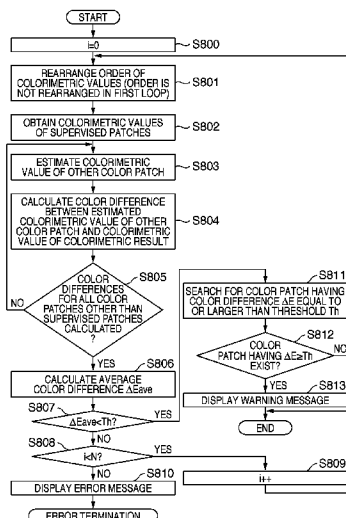 START
i=0
S800
REARRANGE ORDER OF
COLORIMETRIC VALUES (ORDER IS
NOT REARRANGED IN FIRST LOOP)
S801
OBTAIN COLORIMETRIC VALUES
OF SUPERVISED PATCHES
S802
ESTIMATE COLORIMETRIC
VALUE OF OTHER COLOR PATCH
S803
CALCULATE COLOR DIFFERENCE
BETWEEN ESTIMATED
COLORIMETRIC VALUE OF OTHER
COLOR PATCH AND COLORIMETRIC
VALUE OF COLORIMETRIC RESULT
S804
S805
COLOR
DIFFERENCES
FOR ALL COLOR
PATCHES OTHER THAN
SUPERVISED PATCHES
CALCULATED
?
NO
YES
S806
CALCULATE AVERAGE
COLOR DIFFERENCE ΔEave
S807
ΔEave<Th?
YES
NO
S808
i<N?
YES
NO
S810
DISPLAY ERROR MESSAGE
ERROR TERMINATION
S811
SEARCH FOR COLOR PATCH HAVING
COLOR DIFFERENCE ΔE EQUAL TO
OR LARGER THAN THRESHOLD Th
S812
COLOR
PATCH HAVING ΔE≥Th
EXIST?
NO
YES
S813
DISPLAY WARNING MESSAGE
END
S809
i++